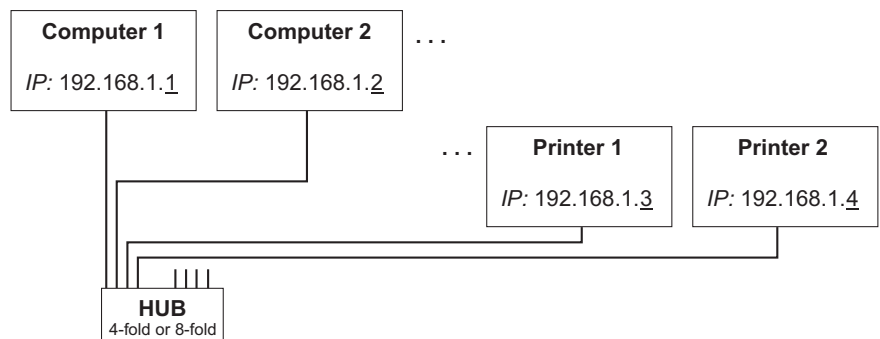 Computer 1
IP: 192.168.1.1
Computer 2
IP: 192.168.1.2
. . .
. . .
Printer 1
IP: 192.168.1.3
Printer 2
IP: 192.168.1.4
HUB
4-fold or 8-fold